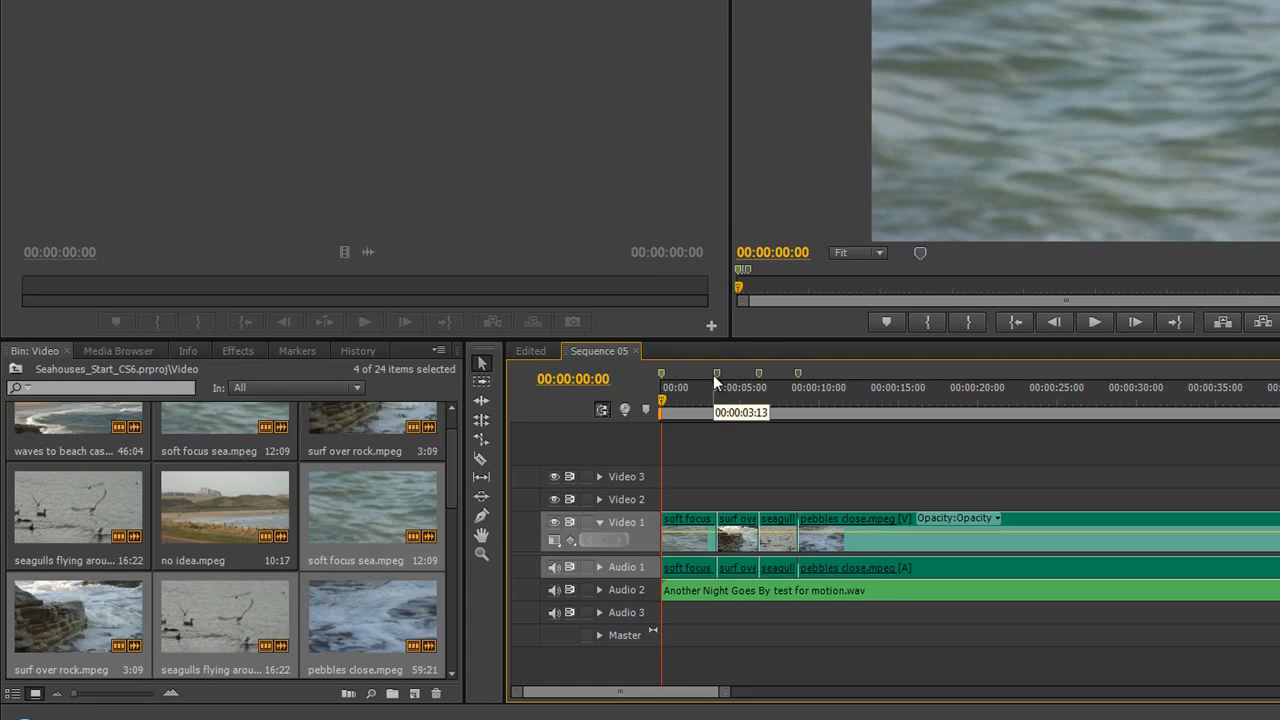 00:00:00:00
00:00:00:00
00:00:00:00
Fit
Bin: Video
Media Browser
Info
Effects
Markers
History
Seahouses_Start_CS6.prproj\Video
4 of 24 items selected
In:
All
waves to beach cas... 46:04
soft focus sea.mpeg 12:09
surf over rock.mpeg 3:09
seagulls flying arou... 16:22
no idea.mpeg 10:17
soft focus sea.mpeg 12:09
surf over rock.mpeg 3:09
seagulls flying arou... 16:22
pebbles close.mpeg 59:21
Edited
Sequence 05
00:00:00:00
00:00
00:00:05:00
00:00:10:00
00:00:15:00
00:00:20:00
00:00:25:00
00:00:30:00
00:00:35:00
00:00:03:13
Video 3
Video 2
Video 1
soft focus
surf ove
seagull
pebbles close.mpeg [V]
Opacity:Opacity
Audio 1
soft focus
surf ove
seagull
pebbles close.mpeg [A]
Audio 2
Another Night Goes By test for motion.wav
Audio 3
Master